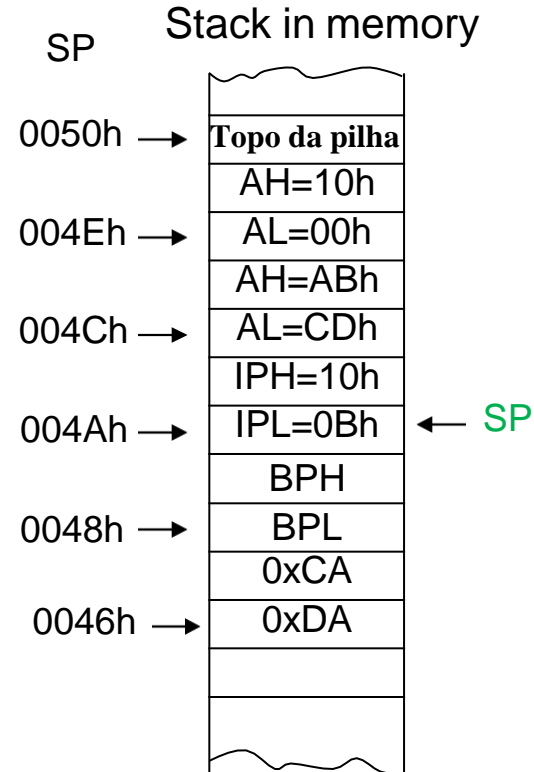 Stack in memory
SP
0050h
Topo da pilha
AH=10h
004Eh
AL=00h
AH=ABh
004Ch
AL=CDh
IPH=10h
004Ah
IPL=0Bh
SP
BPH
0048h
BPL
0xCA
0046h
0xDA